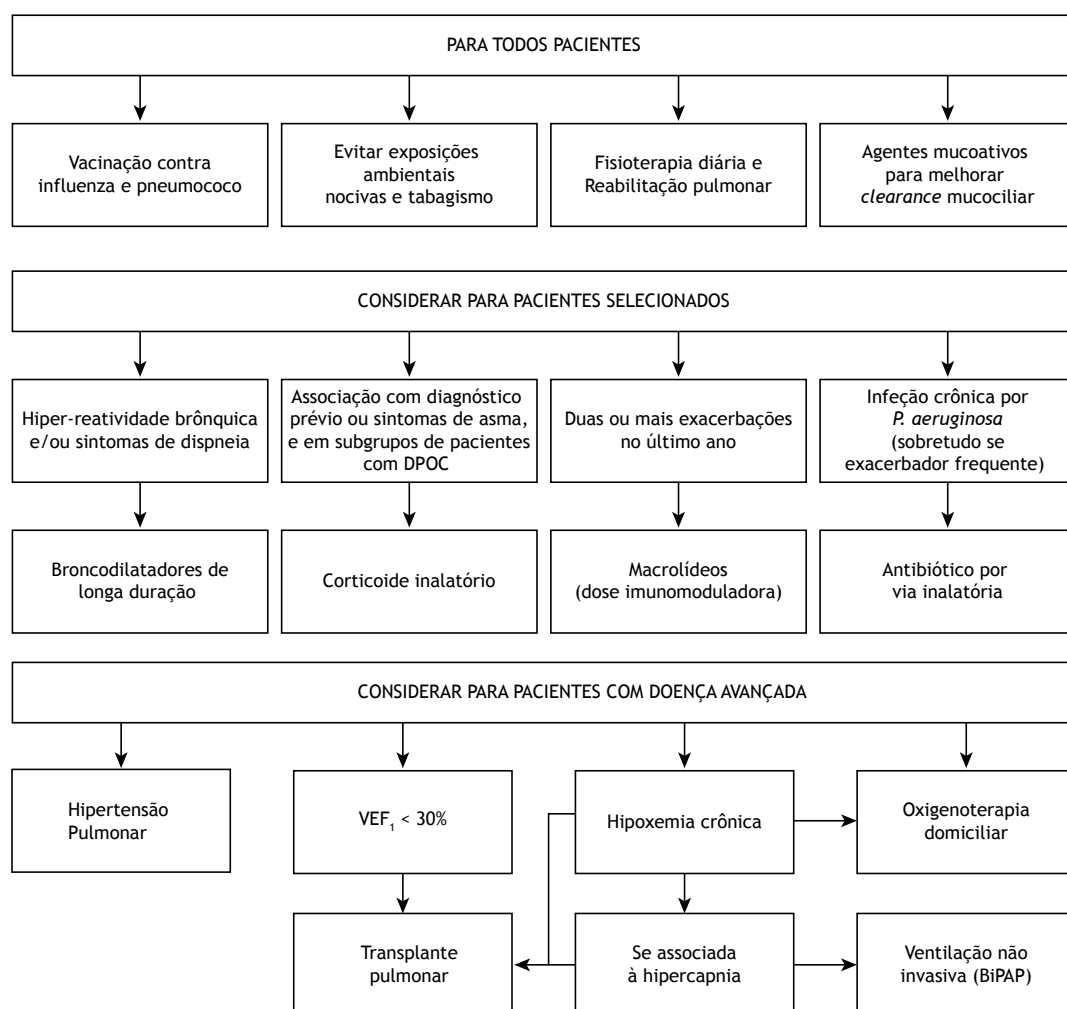 PARA TODOS PACIENTES
Vacinação contra
influenza e pneumococo
Evitar exposições
ambientais
nocivas e tabagismo
Fisioterapia diária e
Reabilitação pulmonar
Agentes mucoativos
para melhorar
clearance mucociliar
CONSIDERAR PARA PACIENTES SELECIONADOS
Hiper-reatividade brônquica
e/ou sintomas de dispneia
Associação com diagnóstico
prévio ou sintomas de asma,
e em subgrupos de pacientes
com DPOC
Duas ou mais exacerbações
no último ano
Infeção crônica por
P. aeruginosa
(sobretudo se
exacerbador frequente)
Broncodilatadores de
longa duração
Corticoide inalatório
Macrolídeos
(dose imunomoduladora)
Antibiótico por
via inalatória
CONSIDERAR PARA PACIENTES COM DOENÇA AVANÇADA
Hipertensão
Pulmonar
VEF₁ < 30%
Hipoxemia crônica
Oxigenoterapia
domiciliar
Transplante
pulmonar
Se associada
à hipercapnia
Ventilação não
invasiva (BiPAP)